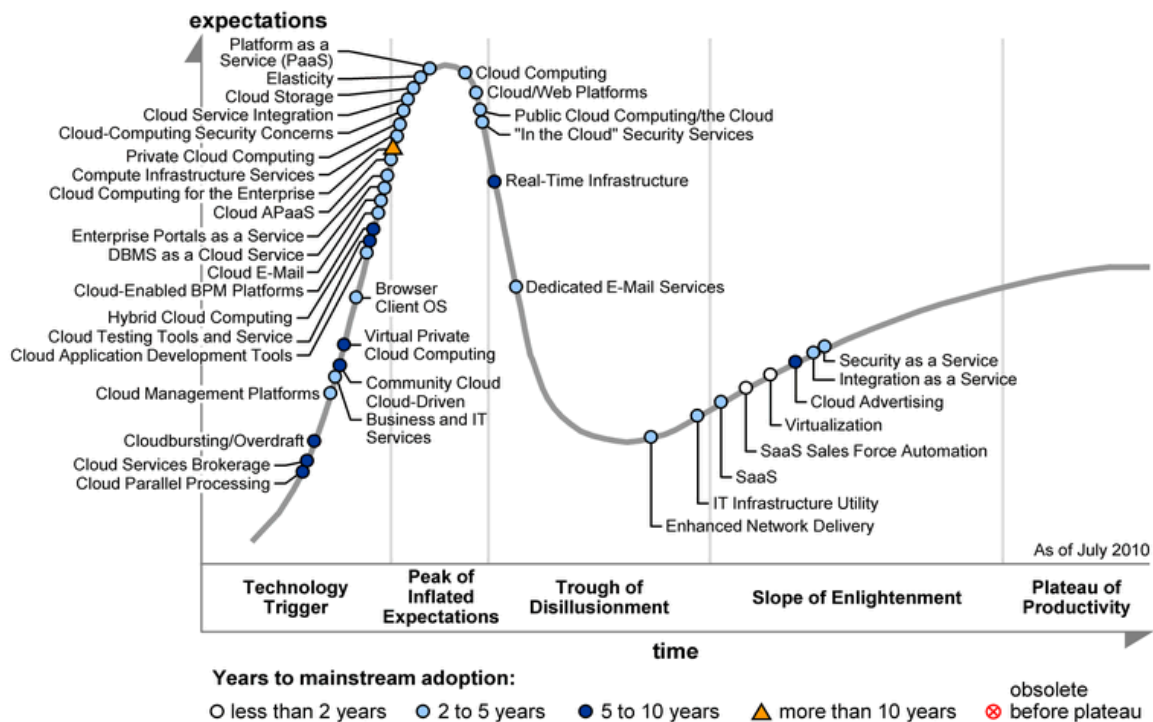 expectations
Platform as a
Service (PaaS)
Elasticity
Cloud Storage
Cloud Service Integration
Cloud-Computing Security Concerns
Private Cloud Computing
Compute Infrastructure Services
Cloud Computing for the Enterprise
Cloud APaaS
Enterprise Portals as a Service
DBMS as a Cloud Service
Cloud E-Mail
Cloud-Enabled BPM Platforms
Hybrid Cloud Computing
Cloud Testing Tools and Service
Cloud Application Development Tools
Cloud Management Platforms
Cloudbursting/Overdraft
Cloud Services Brokerage
Cloud Parallel Processing
Browser
Client OS
Virtual Private
Cloud Computing
Community Cloud
Cloud-Driven
Business and IT
Services
Cloud Computing
Cloud/Web Platforms
Public Cloud Computing/the Cloud
"In the Cloud" Security Services
Real-Time Infrastructure
Dedicated E-Mail Services
Security as a Service
Integration as a Service
Cloud Advertising
Virtualization
SaaS Sales Force Automation
SaaS
IT Infrastructure Utility
Enhanced Network Delivery
As of July 2010
Technology
Trigger
Peak of
Inflated
Expectations
Trough of
Disillusionment
Slope of Enlightenment
Plateau of
Productivity
time
Years to mainstream adoption:
less than 2 years
2 to 5 years
5 to 10 years
more than 10 years
obsolete
before plateau